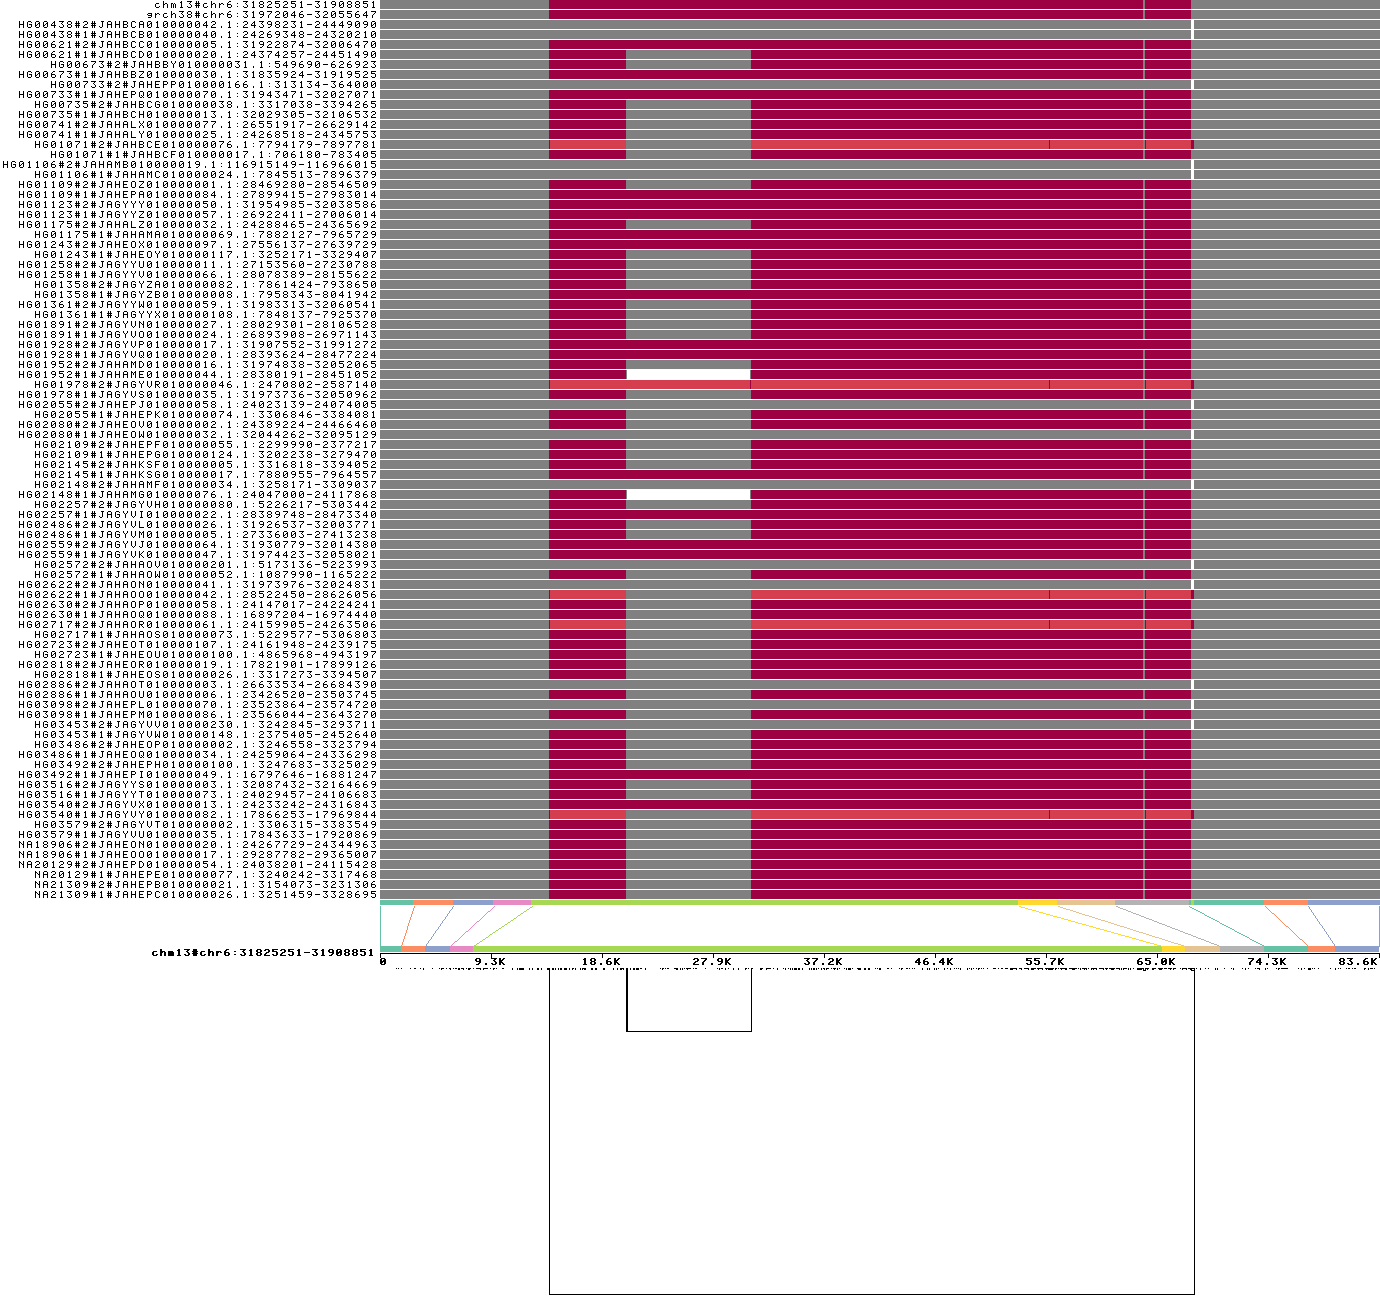 chm13#chr6:31825251-31908851
grch38#chr6:31972046-32055647
HG00438#2#JAHBCA010000042.1:24398231-24449090
HG00438#1#JAHBCB010000040.1:24269348-24320210
HG00621#2#JAHBCC010000005.1:31922874-32006470
HG00621#1#JAHBCD010000020.1:24374257-24451490
HG00673#2#JAHBBY010000031.1:549690-626923
HG00673#1#JAHBBZ010000030.1:31835924-31919525
HG00733#2#JAHEPP010000166.1:313134-364000
HG00733#1#JAHEPQ010000070.1:31943471-32027071
HG00735#2#JAHBCG010000038.1:3317038-3394265
HG00735#1#JAHBCH010000013.1:32029305-32106532
HG00741#2#JAHALX010000077.1:26551917-26629142
HG00741#1#JAHALY010000025.1:24268518-24345753
HG01071#2#JAHBCE010000076.1:7794179-7897781
HG01071#1#JAHBCF010000017.1:706180-783405
HG01106#2#JAHAMB010000019.1:116915149-116966015
HG01106#1#JAHAMC010000024.1:7845513-7896379
HG01109#2#JAHEOZ010000001.1:28469280-28546509
HG01109#1#JAHEPA010000084.1:27899415-27983014
HG01123#2#JAGYYY010000050.1:31954985-32038586
HG01123#1#JAGYYZ010000057.1:26922411-27006014
HG01175#2#JAHALZ010000032.1:24288465-24365692
HG01175#1#JAHAMA010000069.1:7882127-7965729
HG01243#2#JAHEOX010000097.1:27556137-27639729
HG01243#1#JAHEOY010000117.1:3252171-3329407
HG01258#2#JAGYYU010000011.1:27153560-27230788
HG01258#1#JAGYYV010000066.1:28078389-28155622
HG01358#2#JAGYZA010000082.1:7861424-7938650
HG01358#1#JAGYZB010000008.1:7958343-8041942
HG01361#2#JAGYYW010000059.1:31983313-32060541
HG01361#1#JAGYYX010000108.1:7848137-7925370
HG01891#2#JAGYVN010000027.1:28029301-28106528
HG01891#1#JAGYVO010000024.1:26893908-26971143
HG01928#2#JAGYVP010000017.1:31907552-31991272
HG01928#1#JAGYVQ010000020.1:28393624-28477224
HG01952#2#JAHAMD010000016.1:31974838-32052065
HG01952#1#JAHAME010000044.1:28380191-28451052
HG01978#2#JAGYVR010000046.1:2470802-2587140
HG01978#1#JAGYVS010000035.1:31973736-32050962
HG02055#2#JAHEPJ010000058.1:24023139-24074005
HG02055#1#JAHEPK010000074.1:3306846-3384081
HG02080#2#JAHEOV010000002.1:24389224-24466460
HG02080#1#JAHEOW010000032.1:32044262-32095129
HG02109#2#JAHEPF010000055.1:2299990-2377217
HG02109#1#JAHEPG010000124.1:3202238-3279470
HG02145#2#JAHKSF010000005.1:3316818-3394052
HG02145#1#JAHKSG010000017.1:7880955-7964557
HG02148#2#JAHAMF010000034.1:3258171-3309037
HG02148#1#JAHAMG010000076.1:24047000-24117868
HG02257#2#JAGYVH010000080.1:5226217-5303442
HG02257#1#JAGYVI010000022.1:28389748-28473340
HG02486#2#JAGYVL010000026.1:31926537-32003771
HG02486#1#JAGYVM010000005.1:27336003-27413238
HG02559#2#JAGYVJ010000064.1:31930779-32014380
HG02559#1#JAGYVK010000047.1:31974423-32058021
HG02572#2#JAHAOV010000201.1:5173136-5223993
HG02572#1#JAHAOW010000052.1:1087990-1165222
HG02622#2#JAHAON010000041.1:31973976-32024831
HG02622#1#JAHAOO010000042.1:28522450-28626056
HG02630#2#JAHAOP010000058.1:24147017-24224241
HG02630#1#JAHAOQ010000088.1:16897204-16974440
HG02717#2#JAHAOR010000061.1:24159905-24263506
HG02717#1#JAHAOS010000073.1:5229577-5306803
HG02723#2#JAHEOT010000107.1:24161948-24239175
HG02723#1#JAHEOU010000100.1:4865968-4943197
HG02818#2#JAHEOR010000019.1:17821901-17899126
HG02818#1#JAHEOS010000026.1:3317273-3394507
HG02886#2#JAHAOT010000003.1:26633534-26684390
HG02886#1#JAHAOU010000006.1:23426520-23503745
HG03098#2#JAHEPL010000070.1:23523864-23574720
HG03098#1#JAHEPM010000086.1:23566044-23643270
HG03453#2#JAGYVV010000230.1:3242845-3293711
HG03453#1#JAGYVW010000148.1:2375405-2452640
HG03486#2#JAHEOP010000002.1:3246558-3323794
HG03486#1#JAHEOQ010000034.1:24259064-24336298
HG03492#2#JAHEPH010000100.1:3247683-3325029
HG03492#1#JAHEPI010000049.1:16797646-16881247
HG03516#2#JAGYYS010000003.1:32087432-32164669
HG03516#1#JAGYYT010000073.1:24029457-24106683
HG03540#2#JAGYVX010000013.1:24233242-24316843
HG03540#1#JAGYVY010000082.1:17866253-17969844
HG03579#2#JAGYVT010000002.1:3306315-3383549
HG03579#1#JAGYVU010000035.1:17843633-17920869
NA18906#2#JAHEON010000020.1:24267729-24344963
NA18906#1#JAHEOO010000017.1:29287782-29365007
NA20129#2#JAHEPD010000054.1:24038201-24115428
NA20129#1#JAHEPE010000077.1:3240242-3317468
NA21309#2#JAHEPB010000021.1:3154073-3231306
NA21309#1#JAHEPC010000026.1:3251459-3328695
chm13#chr6:31825251-31908851
0 9.3K 18.6K 27.9K 37.2K 46.4K 55.7K 65.0K 74.3K 83.6K